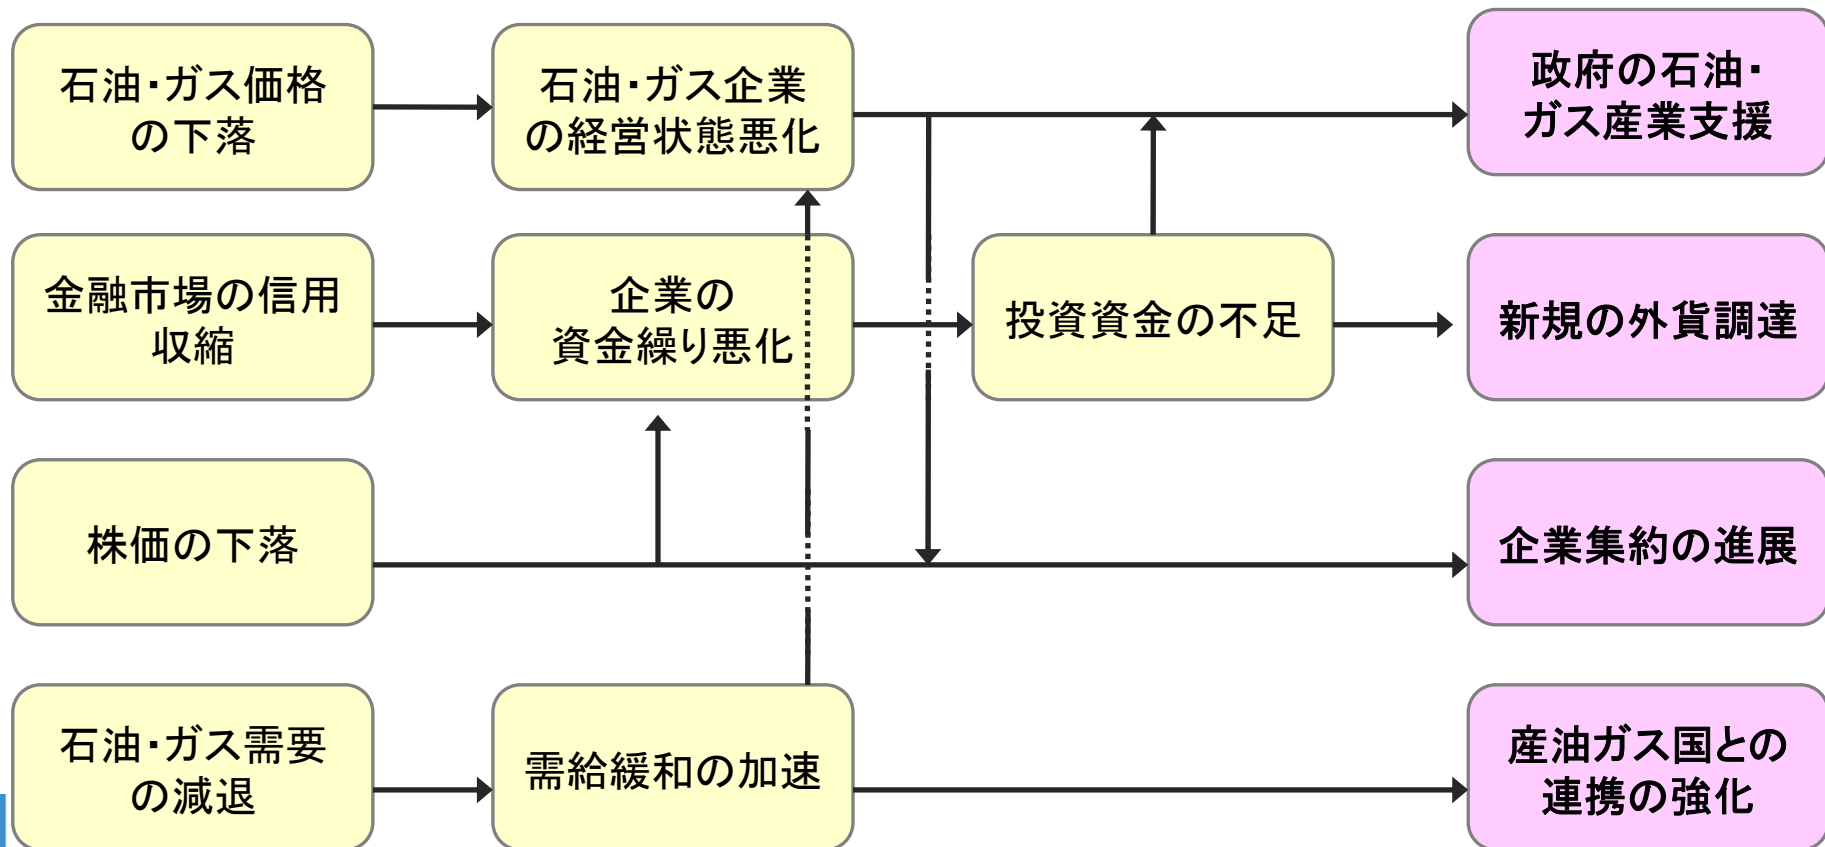 石油・ガス価格
の下落
石油・ガス企業
の経営状態悪化
政府の石油・
ガス産業支援
金融市場の信用
収縮
企業の
資金繰り悪化
投資資金の不足
新規の外貨調達
株価の下落
企業集約の進展
石油・ガス需要
の減退
需給緩和の加速
産油ガス国との
連携の強化